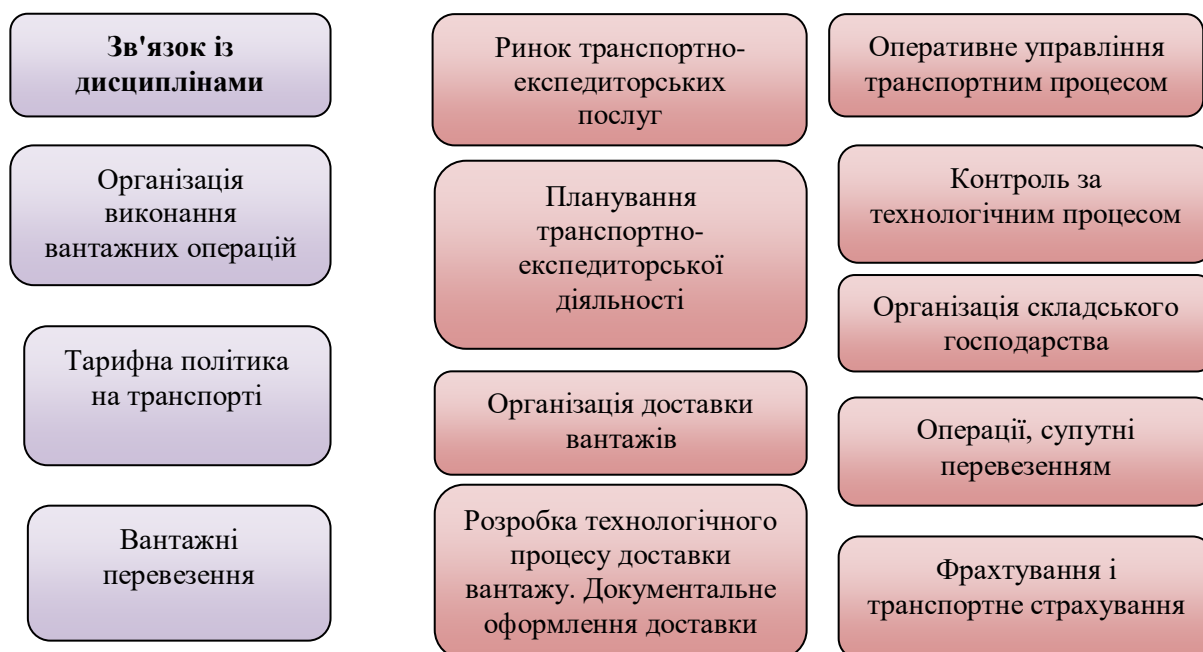 Зв'язок із
дисциплінами
Організація
виконання
вантажних операцій
Тарифна політика
на транспорті
Вантажні
перевезення
Ринок транспортно-
експедиторських
послуг
Планування
транспортно-
експедиторської
діяльності
Організація доставки
вантажів
Розробка технологічного
процесу доставки
вантажу. Документальне
оформлення доставки
Оперативне управління
транспортним процесом
Контроль за
технологічним процесом
Організація складського
господарства
Операції, супутні
перевезенням
Фрахтування і
транспортне страхування